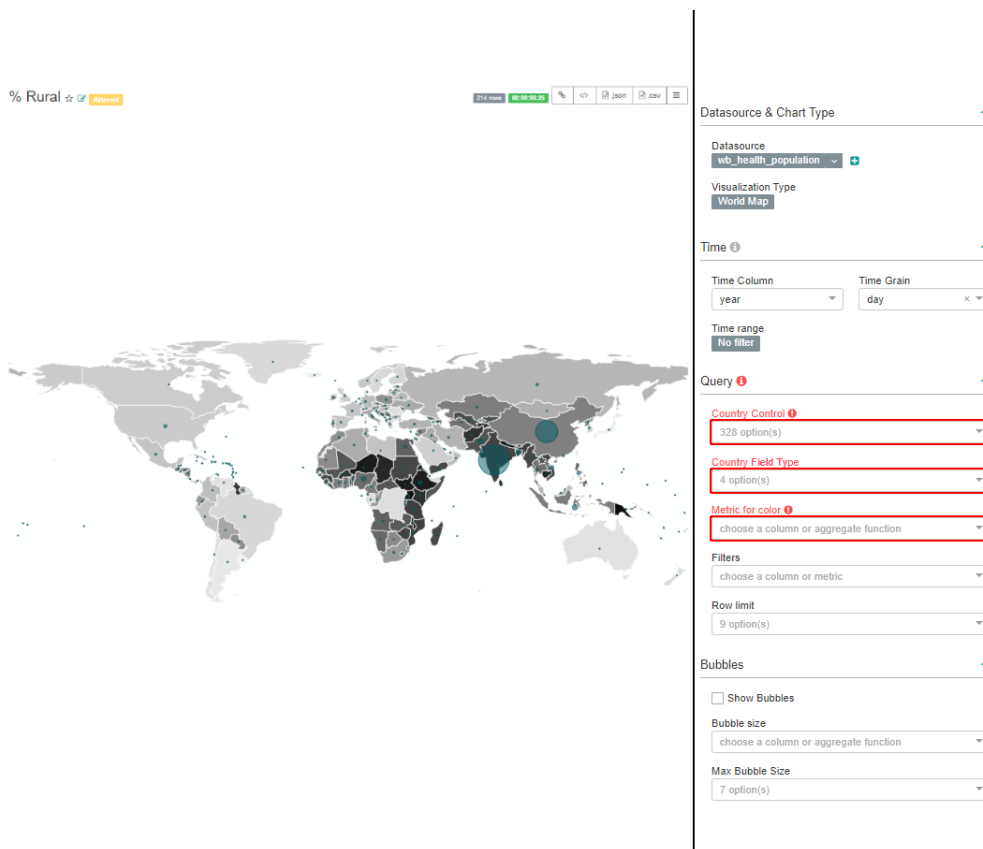 % Rural
Altered
214 rows
00:00:00.25
.json
.csv
Datasource & Chart Type
Datasource
wb_health_population
Visualization Type
World Map
Time
Time Column
Time Grain
year
day
Time range
No filter
Query
Country Control
328 option(s)
Country Field Type
4 option(s)
Metric for color
choose a column or aggregate function
Filters
choose a column or metric
Row limit
9 option(s)
Bubbles
Show Bubbles
Bubble size
choose a column or aggregate function
Max Bubble Size
7 option(s)